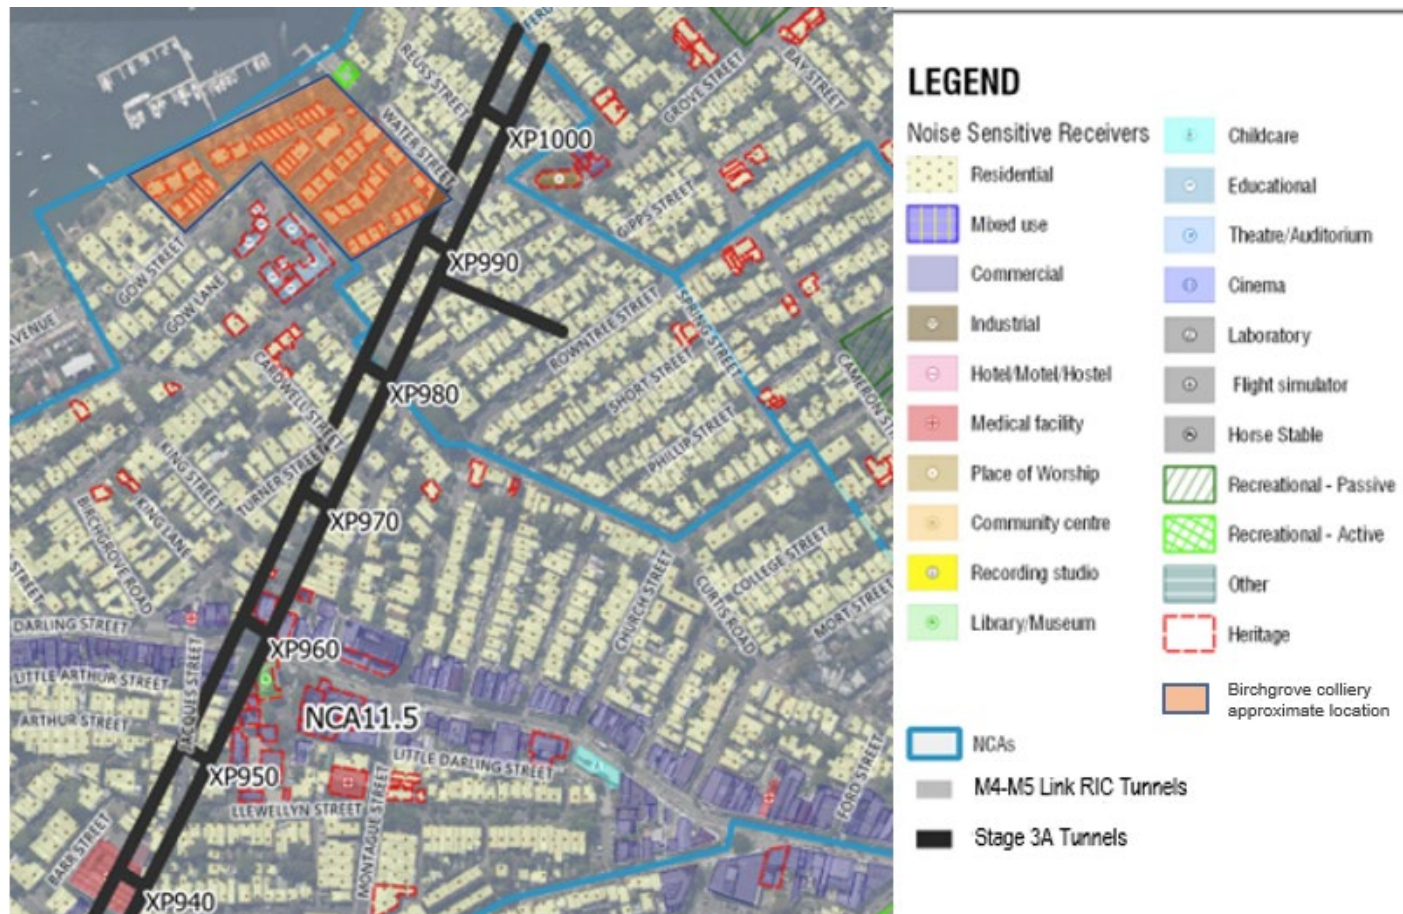 FERD
REUSS STREET
WATER STREET
GROVE STREET
BAY STREET
XP1000
GIPPS STREET
XP990
GOW STREET
GOW LANE
AVENUE
ROWNTREE STREET
SPRING STREET
SHORT STREET
CAMERON ST
PHILLIP STREET
CARDWELL STREET
XP980
KING STREET
TURNER STREET
KING LANE
BIRCHGROVE ROAD
XP970
STREET
CHURCH STREET
COLLEGE STREET
CURTIS ROAD
MORT STREET
DARLING STREET
XP960
LITTLE ARTHUR STREET
JACQUES STREET
ARTHUR STREET
NCA11.5
LITTLE DARLING STREET
FORD STREET
XP950
LLEWELLYN STREET
MONTAGUE STREET
BARR STREET
XP940
LEGEND
Noise Sensitive Receivers
Residential
Mixed use
Commercial
Industrial
Hotel/Motel/Hostel
Medical facility
Place of Worship
Community centre
Recording studio
Library/Museum
Childcare
Educational
Theatre/Auditorium
Cinema
Laboratory
Flight simulator
Horse Stable
Recreational - Passive
Recreational - Active
Other
Heritage
Birchgrove colliery
approximate location
NCAs
M4-M5 Link RIC Tunnels
Stage 3A Tunnels